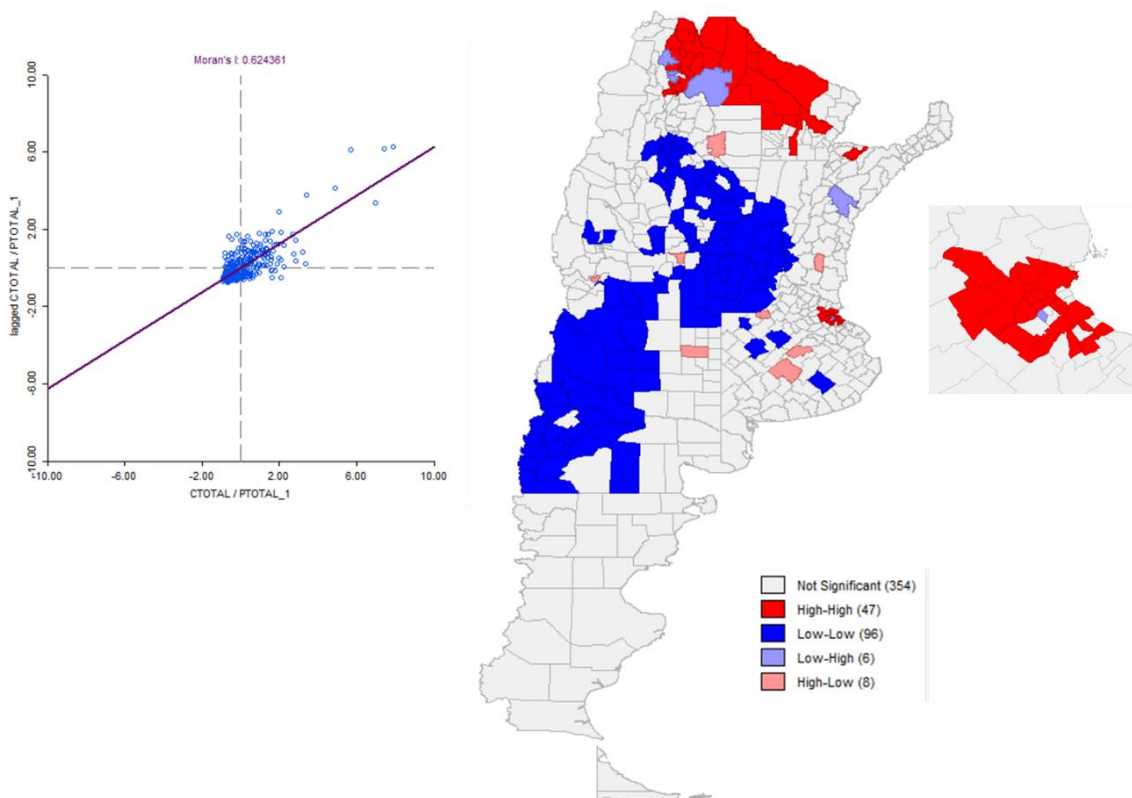 Moran's I: 0.624361
lagged CTOTAL / PTOTAL_1
10.00
6.00
2.00
-2.00
-6.00
-10.00
-10.00 -6.00 -2.00 2.00 6.00 10.00
CTOTAL / PTOTAL_1
Not Significant (354)
High-High (47)
Low-Low (96)
Low-High (6)
High-Low (8)